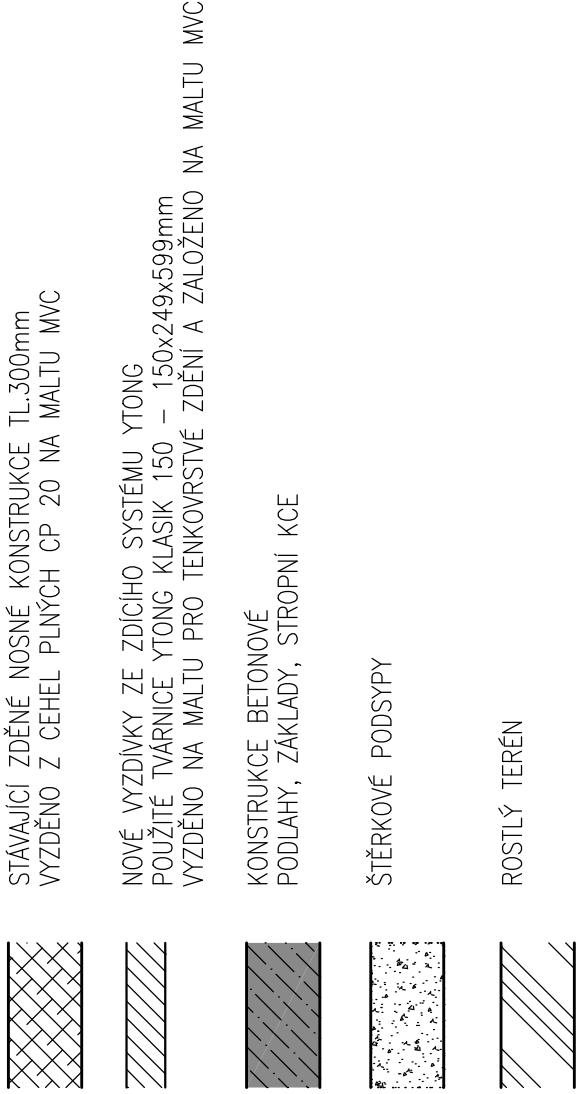 STÁVAJÍCÍ ZDĚNÉ NOSNÉ KONSTRUKCE TL.300mm
VYZDĚNO Z CEHEL PLNÝCH CP 20 NA MALTU MVC
NOVÉ VYZDÍVKY ZE ZDÍCÍHO SYSTÉMU YTONG
POUŽITÉ TVÁRNICE YTONG KLASIK 150 – 150x249x599mm
VYZDĚNO NA MALTU PRO TENKOVRSTVÉ ZDĚNÍ A ZALOŽENO NA MALTU MVC
KONSTRUKCE BETONOVÉ
PODLAHY, ZÁKLADY, STROPNÍ KCE
ŠTĚRKOVÉ PODSYPY
ROSTLÝ TERÉN